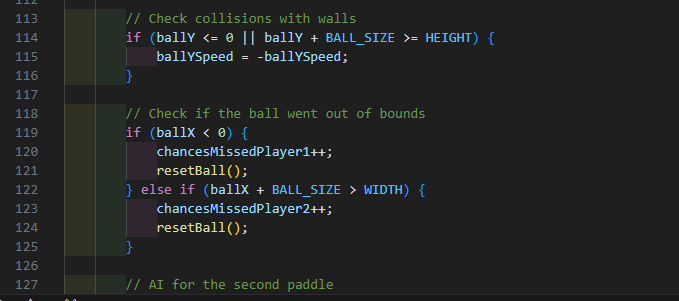 112
113 // Check collisions with walls
114 if (ballY <= 0 || ballY + BALL_SIZE >= HEIGHT) {
115 ballYSpeed = -ballYSpeed;
116 }
117
118 // Check if the ball went out of bounds
119 if (ballX < 0) {
120 chancesMissedPlayer1++;
121 resetBall();
122 } else if (ballX + BALL_SIZE > WIDTH) {
123 chancesMissedPlayer2++;
124 resetBall();
125 }
126
127 // AI for the second paddle